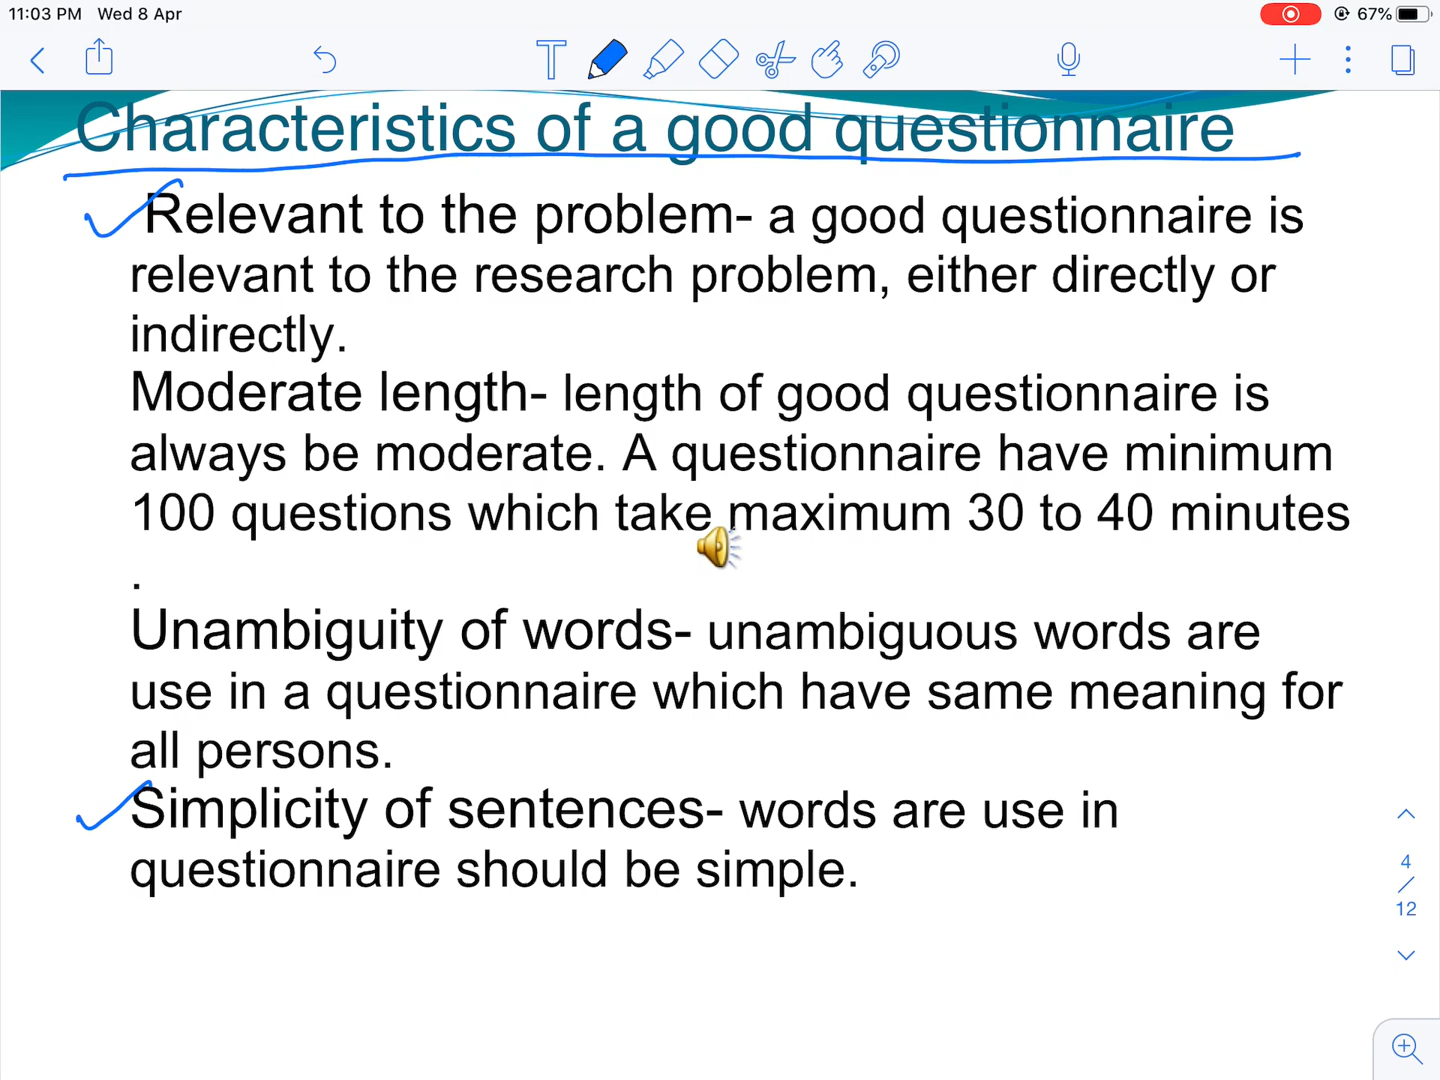 11:03 PM Wed 8 Apr
67%
T
Characteristics of a good questionnaire
Relevant to the problem- a good questionnaire is
relevant to the research problem, either directly or
indirectly.
Moderate length- length of good questionnaire is
always be moderate. A questionnaire have minimum
100 questions which take maximum 30 to 40 minutes
.
Unambiguity of words- unambiguous words are
use in a questionnaire which have same meaning for
all persons.
Simplicity of sentences- words are use in
questionnaire should be simple.
4
/
12